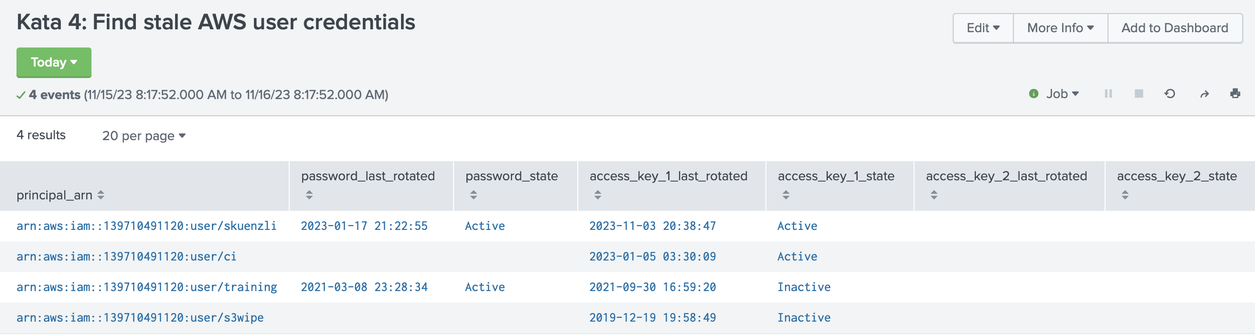 Kata 4: Find stale AWS user credentials
Edit More Info Add to Dashboard
Today
4 events (11/15/23 8:17:52.000 AM to 11/16/23 8:17:52.000 AM)
Job
4 results 20 per page
principal_arn password_last_rotated password_state access_key_1_last_rotated access_key_1_state access_key_2_last_rotated access_key_2_state
arn:aws:iam::139710491120:user/skuenzli 2023-01-17 21:22:55 Active 2023-11-03 20:38:47 Active
arn:aws:iam::139710491120:user/ci 2023-01-05 03:30:09 Active
arn:aws:iam::139710491120:user/training 2021-03-08 23:28:34 Active 2021-09-30 16:59:20 Inactive
arn:aws:iam::139710491120:user/s3wipe 2019-12-19 19:58:49 Inactive